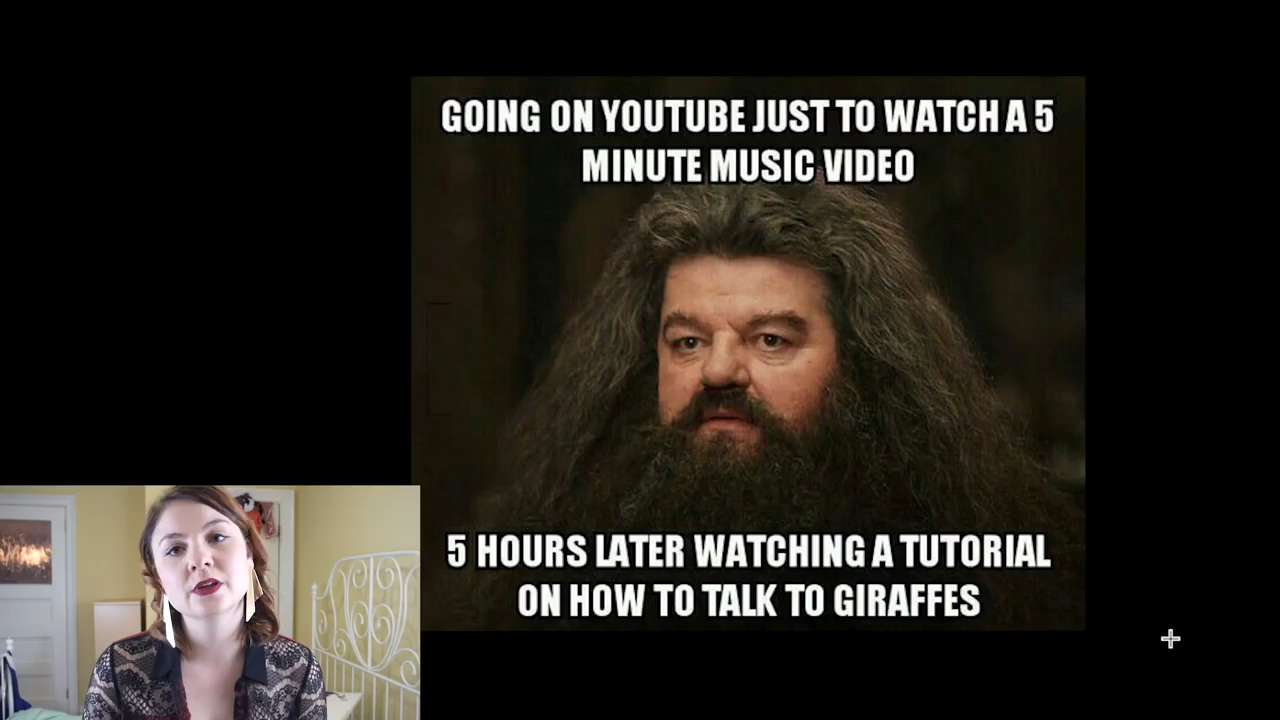 GOING ON YOUTUBE JUST TO WATCH A 5
MINUTE MUSIC VIDEO
5 HOURS LATER WATCHING A TUTORIAL
ON HOW TO TALK TO GIRAFFES